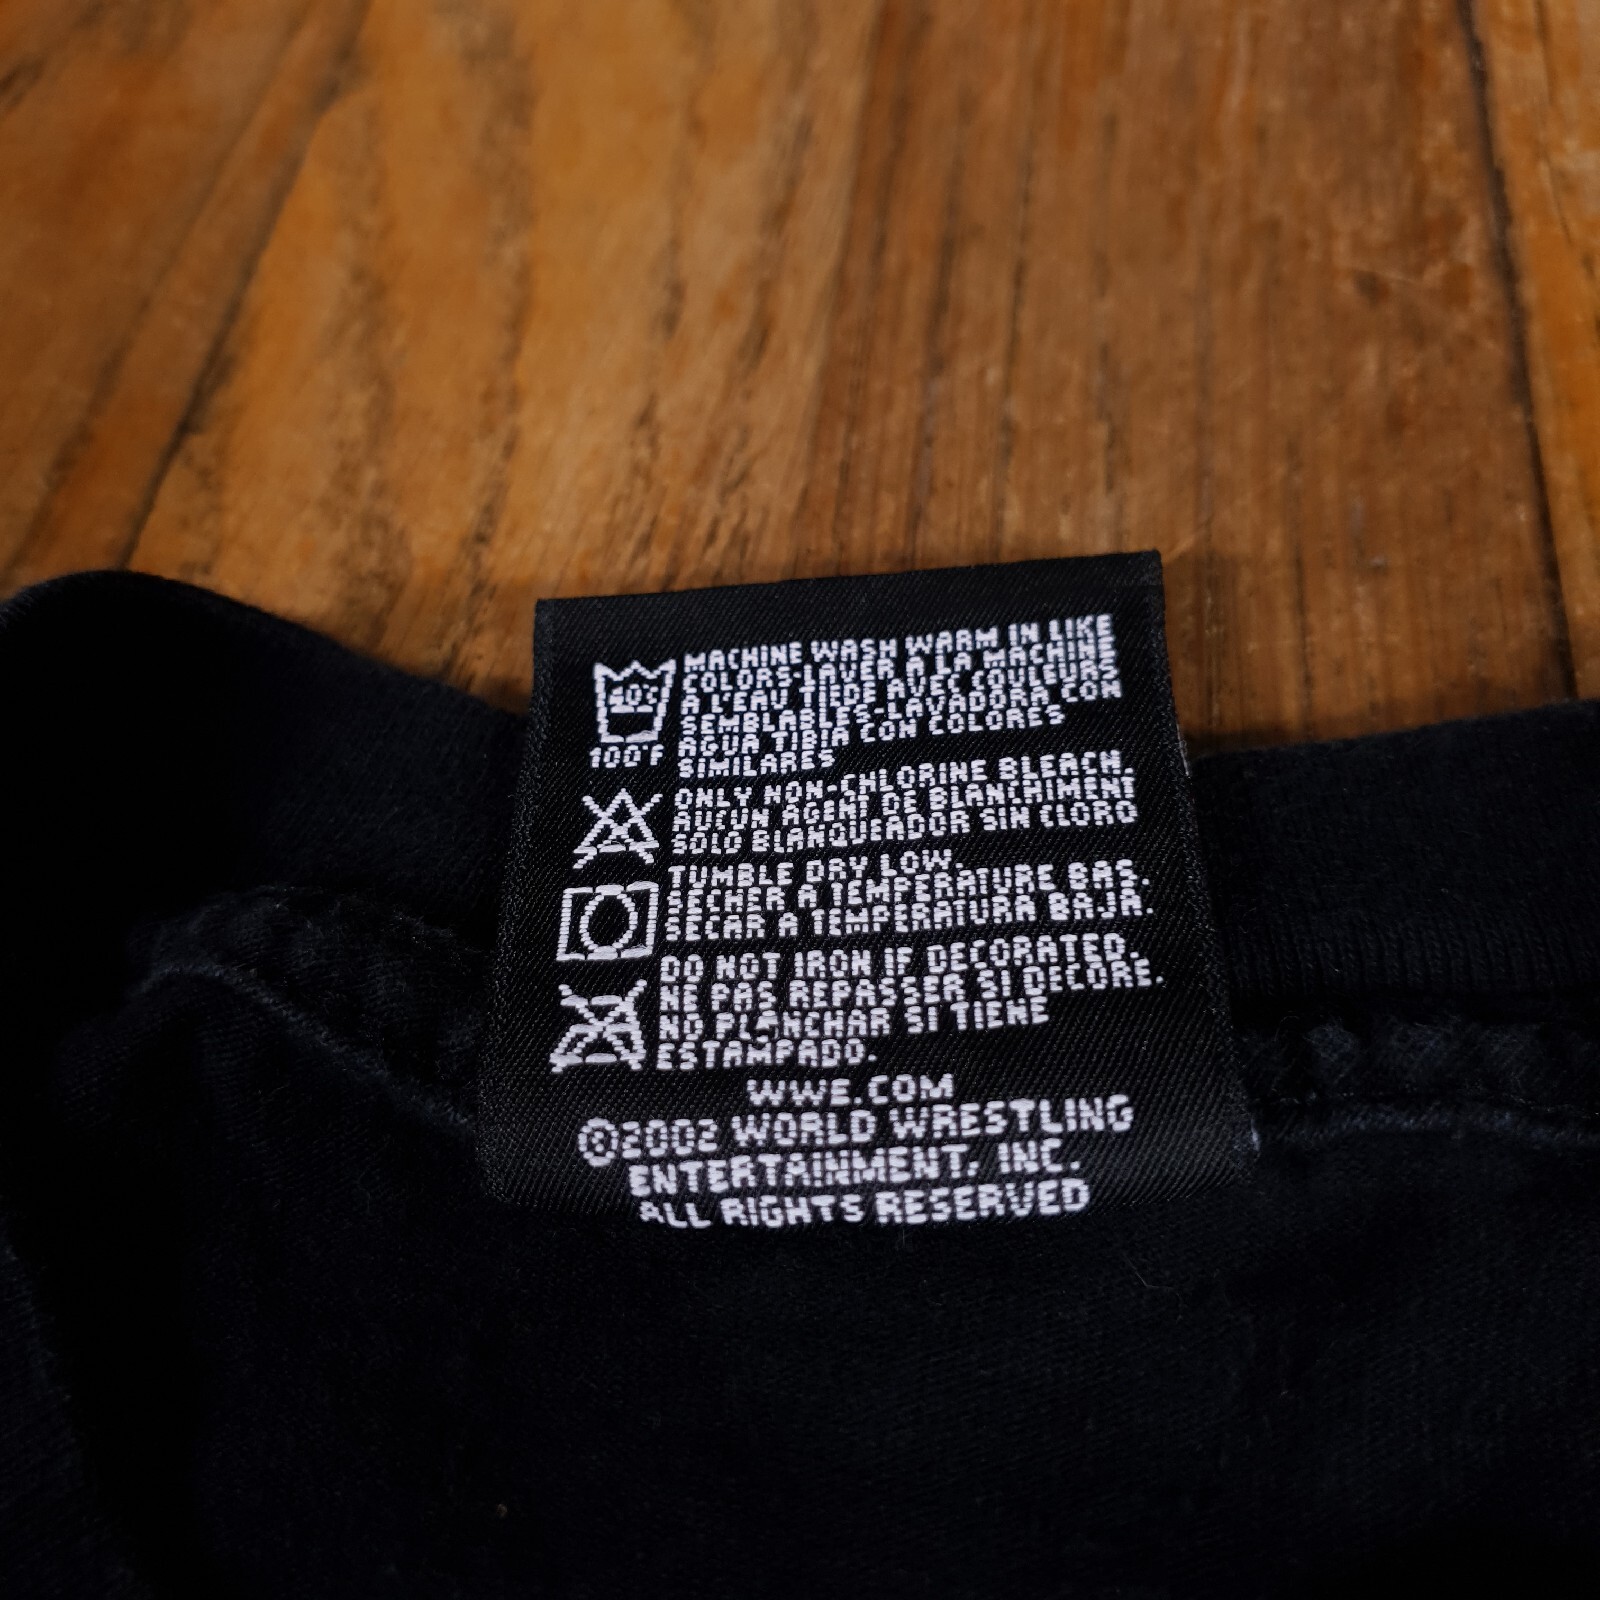 MACHINE WASH WARM IN LIKE
COLORS-LAVER A LA MACHINE
A L'EAU TIEDE AVEC COULEURS
SEMBLABLES-LAVADORA CON
AGUA TIBIA CON COLORES
SIMILARES
40°C
100°F
ONLY NON-CHLORINE BLEACH.
AUCUN AGENT DE BLANCHIMENT
SOLO BLANQUEADOR SIN CLORO
TUMBLE DRY LOW.
SECHER A TEMPERATURE BAS.
SECAR A TEMPERATURA BAJA.
DO NOT IRON IF DECORATED.
NE PAS REPASSER SI DECORE.
NO PLANCHAR SI TIENE
ESTAMPADO.
WWE.COM
©2002 WORLD WRESTLING
ENTERTAINMENT, INC.
ALL RIGHTS RESERVED